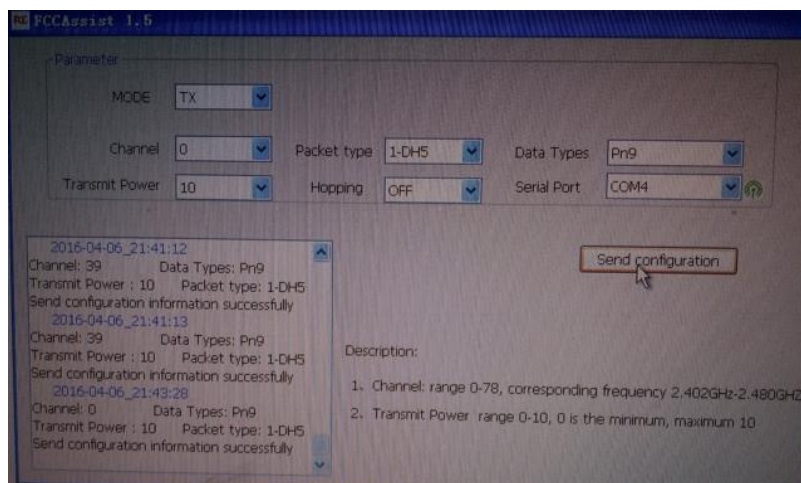 FCCAssist 1.5
Parameter
MODE TX
Channel 0 Packet type 1-DH5 Data Types Pn9
Transmit Power 10 Hopping OFF Serial Port COM4
2016-04-06_21:41:12
Channel: 39 Data Types: Pn9
Transmit Power : 10 Packet type: 1-DH5
Send configuration information successfully
2016-04-06_21:41:13
Channel: 39 Data Types: Pn9
Transmit Power : 10 Packet type: 1-DH5
Send configuration information successfully
2016-04-06_21:43:28
Channel: 0 Data Types: Pn9
Transmit Power : 10 Packet type: 1-DH5
Send configuration information successfully
Send configuration
Description:
1、Channel: range 0-78, corresponding frequency 2.402GHz-2.480GHz
2、Transmit Power range 0-10, 0 is the minimum, maximum 10